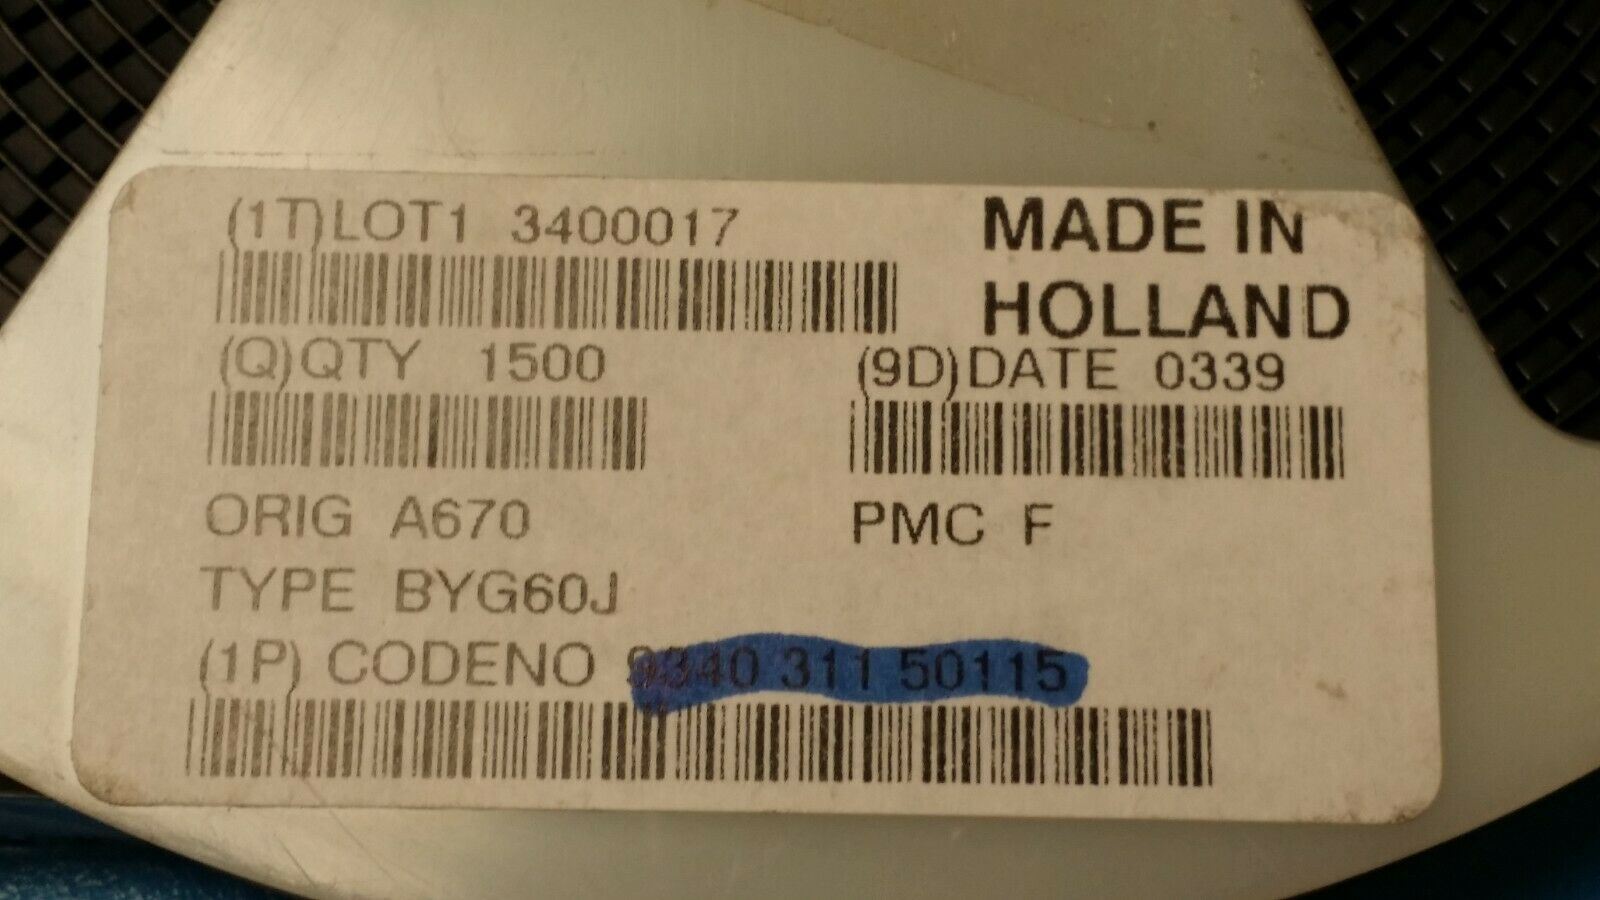 (1T)LOT1 3400017
MADE IN
HOLLAND
(Q)QTY 1500
(9D)DATE 0339
ORIG A670
PMC F
TYPE BYG60J
(1P) CODENO 9340 311 50115